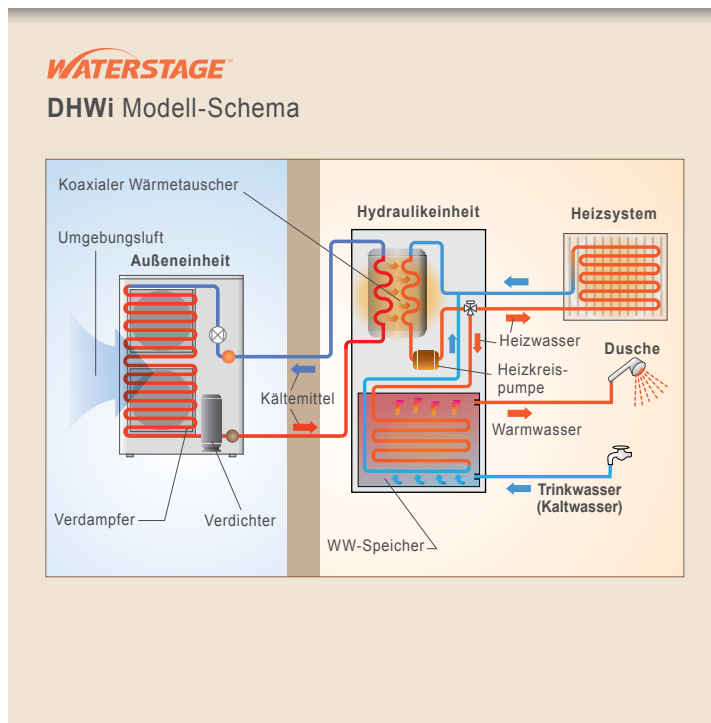 WATERSTAGE™
DHWi Modell-Schema
Koaxialer Wärmetauscher
Umgebungsluft
Außeneinheit
Hydraulikeinheit
Heizsystem
Heizwasser
Dusche
Heizkreis-
pumpe
Kältemittel
Warmwasser
Trinkwasser
(Kaltwasser)
Verdampfer
Verdichter
WW-Speicher